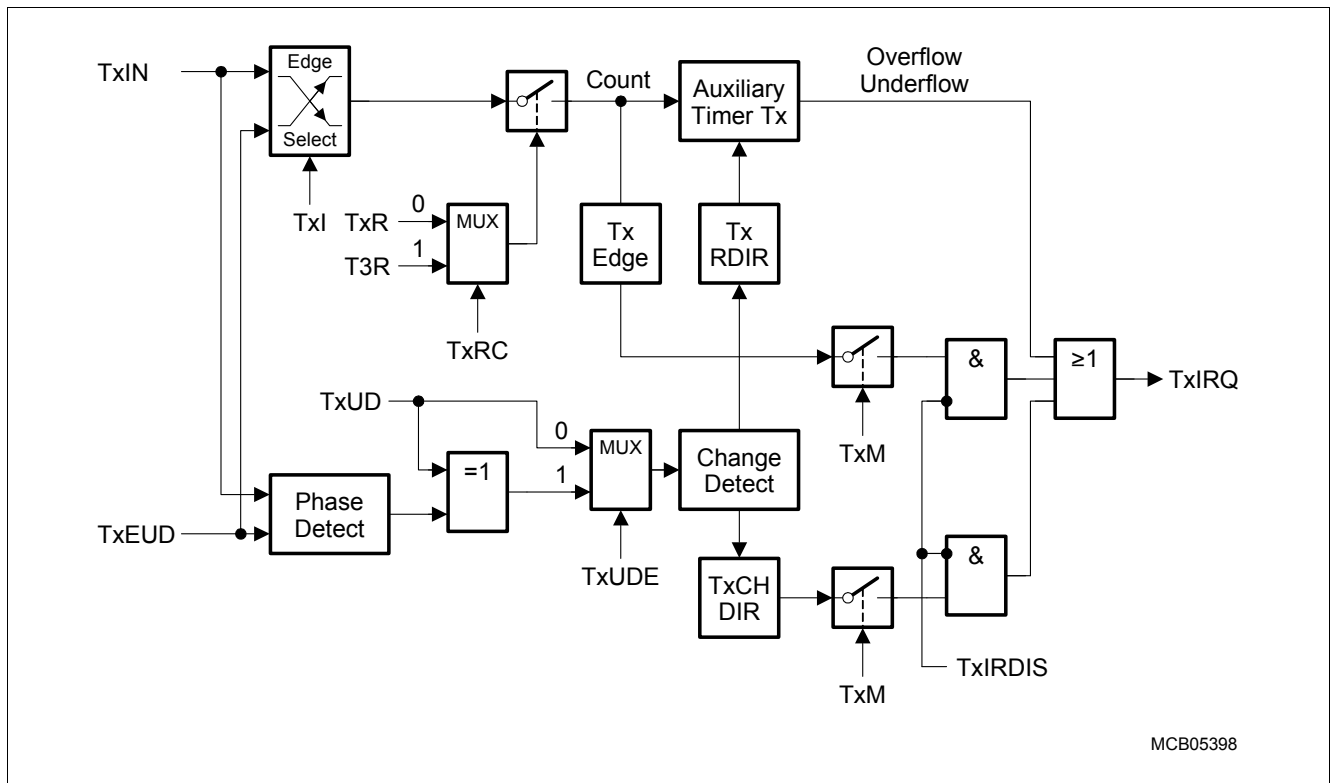 TxIN
Edge
Select
TxI
Count
Auxiliary
Timer Tx
Overflow
Underflow
TxR
0
T3R
1
MUX
TxRC
Tx
Edge
Tx
RDIR
TxM
&
≥1
TxIRQ
TxUD
0
1
=1
MUX
TxUDE
Change
Detect
Phase
Detect
TxEUD
TxCH
DIR
TxM
&
TxIRDIS
MCB05398